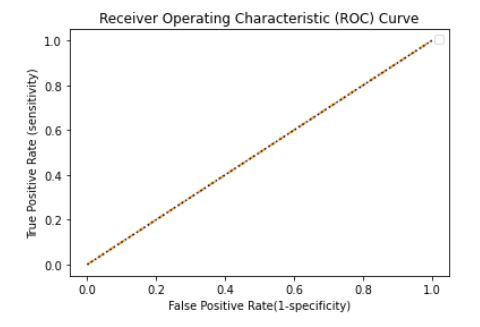 Receiver Operating Characteristic (ROC) Curve
1.0
0.8
0.6
0.4
0.2
0.0
True Positive Rate (sensitivity)
0.0 0.2 0.4 0.6 0.8 1.0
False Positive Rate(1-specificity)